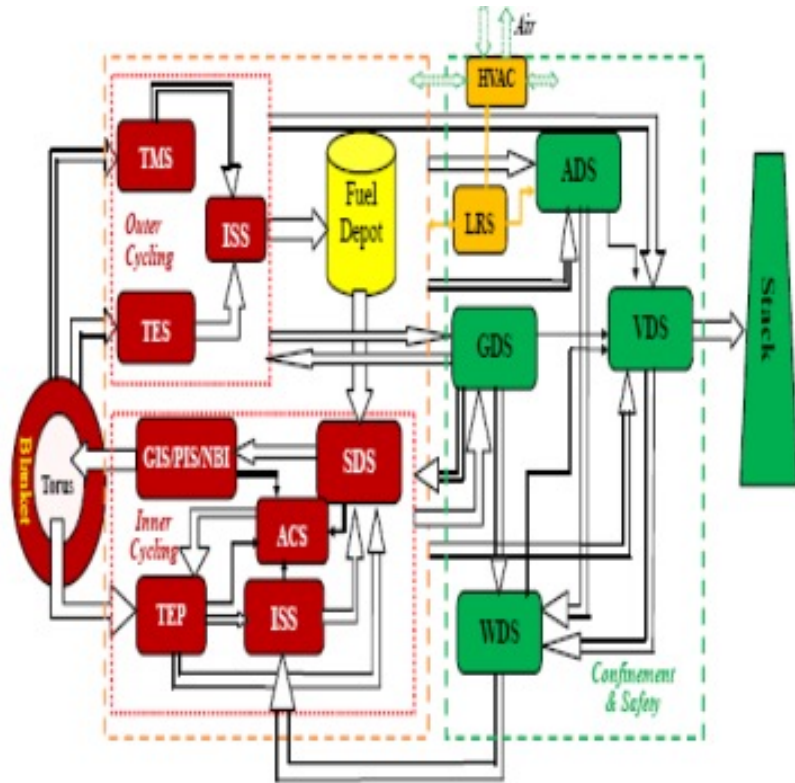 Air
HVAC
TMS
ADS
Fuel
Depot
Outer
Cycling
ISS
LRS
TES
GDS
VDS
Stack
Blanket
Torus
GIS/PIS/NBI
SDS
Inner
Cycling
ACS
TEP
ISS
WDS
Confinement
& Safety